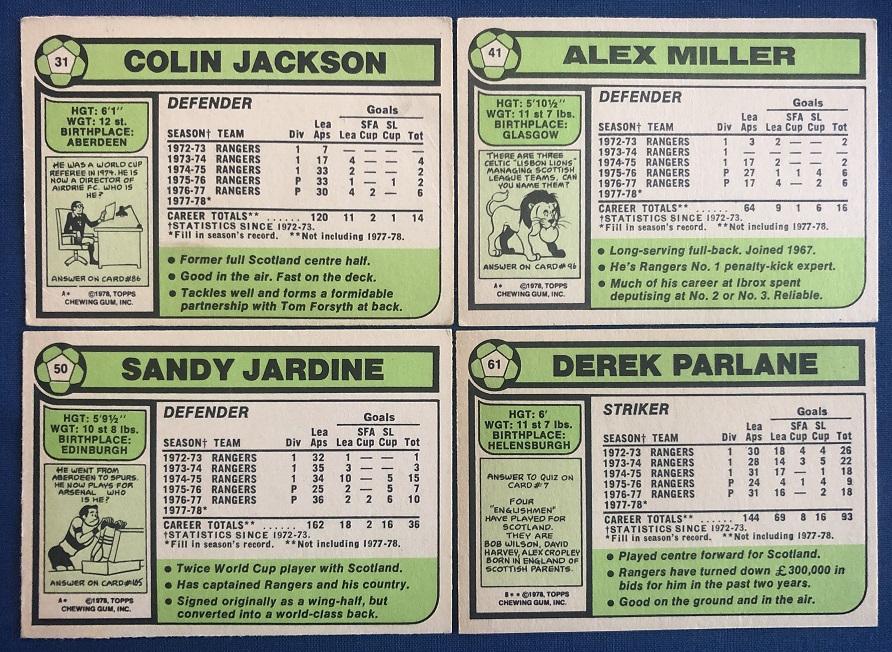 31
COLIN JACKSON
HGT: 6'1"
WGT: 12 st.
BIRTHPLACE:
ABERDEEN
HE WAS A WORLD CUP
REFEREE IN 1974. HE IS
NOW A DIRECTOR OF
AIRDRIE FC. WHO IS
HE?
ANSWER ON CARD #86
A* ©1978, TOPPS
CHEWING GUM, INC.
DEFENDER
Goals
Lea SFA SL
SEASON† TEAM Div Aps Lea Cup Cup Tot
1972-73 RANGERS 1 7 — — — —
1973-74 RANGERS 1 17 4 — — 4
1974-75 RANGERS 1 33 2 — — 2
1975-76 RANGERS P 33 1 — 1 2
1976-77 RANGERS P 30 4 2 — 6
1977-78*
CAREER TOTALS** ...... 120 11 2 1 14
†STATISTICS SINCE 1972-73.
*Fill in season's record. **Not including 1977-78.
• Former full Scotland centre half.
• Good in the air. Fast on the deck.
• Tackles well and forms a formidable
partnership with Tom Forsyth at back.
41
ALEX MILLER
HGT: 5'10½"
WGT: 11 st 7 lbs.
BIRTHPLACE:
GLASGOW
THERE ARE THREE
CELTIC "LISBON LIONS"
MANAGING SCOTTISH
LEAGUE TEAMS. CAN
YOU NAME THEM?
ANSWER ON CARD# 96
A* ©1978, TOPPS
CHEWING GUM, INC.
DEFENDER
Goals
Lea SFA SL
SEASON† TEAM Div Aps Lea Cup Cup Tot
1972-73 RANGERS 1 3 2 — — 2
1973-74 RANGERS 1 — — — — —
1974-75 RANGERS 1 17 2 — — 2
1975-76 RANGERS P 27 1 1 4 6
1976-77 RANGERS P 17 4 — 2 6
1977-78*
CAREER TOTALS** ...... 64 9 1 6 16
†STATISTICS SINCE 1972-73.
*Fill in season's record. **Not including 1977-78.
• Long-serving full-back. Joined 1967.
• He's Rangers No. 1 penalty-kick expert.
• Much of his career at Ibrox spent
deputising at No. 2 or No. 3. Reliable.
50
SANDY JARDINE
HGT: 5'9½"
WGT: 10 st 8 lbs.
BIRTHPLACE:
EDINBURGH
HE WENT FROM
ABERDEEN TO SPURS.
HE NOW PLAYS FOR
ARSENAL. WHO
IS HE?
ANSWER ON CARD#105
A* ©1978, TOPPS
CHEWING GUM, INC.
DEFENDER
Goals
Lea SFA SL
SEASON† TEAM Div Aps Lea Cup Cup Tot
1972-73 RANGERS 1 32 1 — — 1
1973-74 RANGERS 1 35 3 — — 3
1974-75 RANGERS 1 34 10 — 5 15
1975-76 RANGERS P 25 2 — 5 7
1976-77 RANGERS P 36 2 2 6 10
1977-78*
CAREER TOTALS** ...... 162 18 2 16 36
†STATISTICS SINCE 1972-73.
*Fill in season's record. **Not including 1977-78.
• Twice World Cup player with Scotland.
• Has captained Rangers and his country.
• Signed originally as a wing-half, but
converted into a world-class back.
61
DEREK PARLANE
HGT: 6'
WGT: 11 st 7 lbs.
BIRTHPLACE:
HELENSBURGH
ANSWER TO QUIZ ON
CARD #7
FOUR
"ENGLISHMEN"
HAVE PLAYED FOR
SCOTLAND.
THEY ARE
BOB WILSON, DAVID
HARVEY, ALEX CROPLEY
BORN IN ENGLAND OF
SCOTTISH PARENTS.
B** ©1978, TOPPS
CHEWING GUM, INC.
STRIKER
Goals
Lea SFA SL
SEASON† TEAM Div Aps Lea Cup Cup Tot
1972-73 RANGERS 1 30 18 4 4 26
1973-74 RANGERS 1 28 14 3 5 22
1974-75 RANGERS 1 31 17 — 1 18
1975-76 RANGERS P 24 4 1 4 9
1976-77 RANGERS P 31 16 — 2 18
1977-78*
CAREER TOTALS** ...... 144 69 8 16 93
†STATISTICS SINCE 1972-73.
*Fill in season's record. **Not including 1977-78.
• Played centre forward for Scotland.
• Rangers have turned down £300,000 in
bids for him in the past two years.
• Good on the ground and in the air.